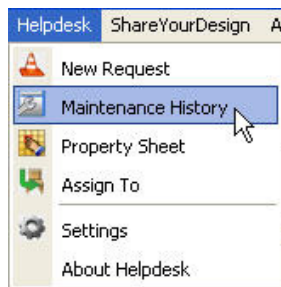 Helpdesk ShareYourDesign A
New Request
Maintenance History
Property Sheet
Assign To
Settings
About Helpdesk